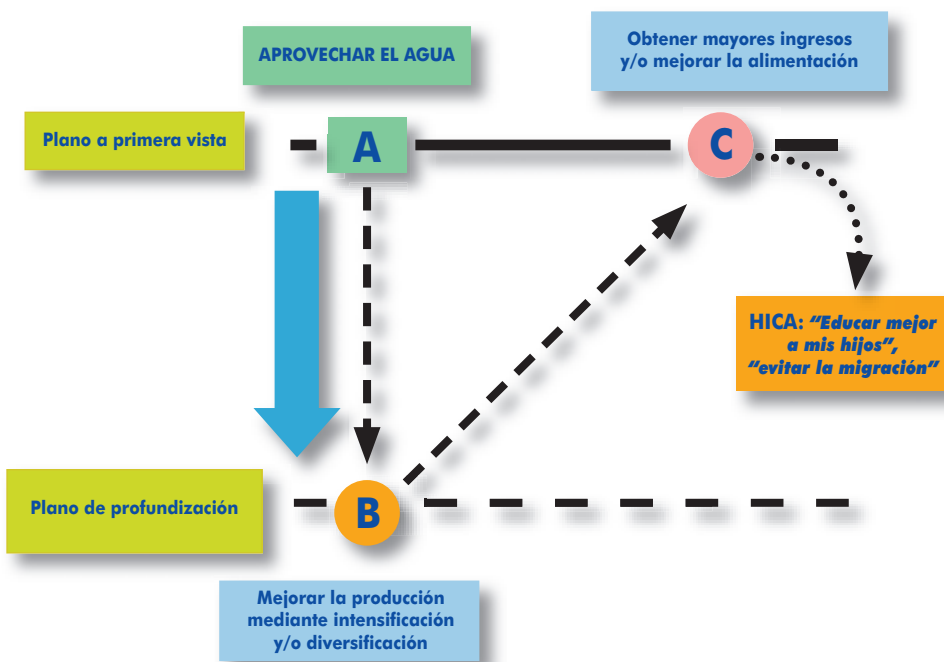 APROVECHAR EL AGUA
Obtener mayores ingresos
y/o mejorar la alimentación
Plano a primera vista
A
C
HICA: “Educar mejor
a mis hijos”,
“evitar la migración”
Plano de profundización
B
Mejorar la producción
mediante intensificación
y/o diversificación